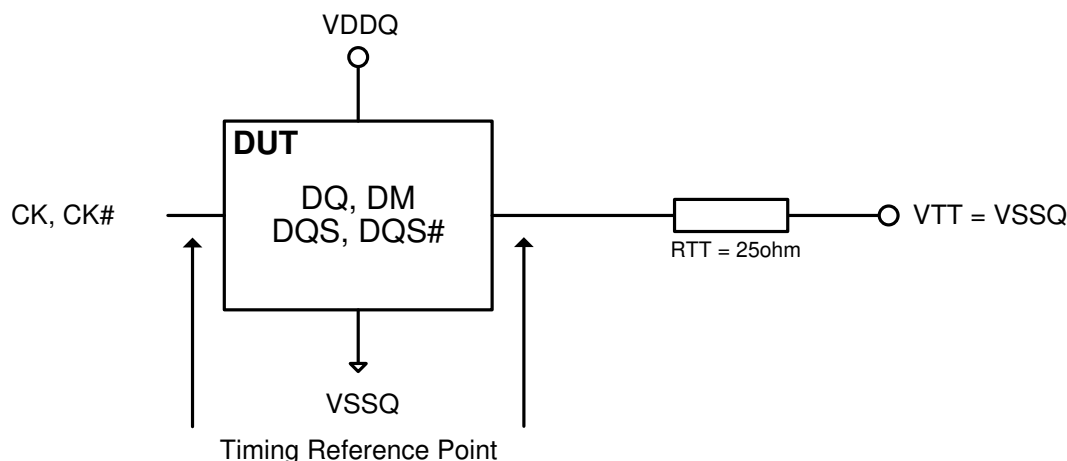 VDDQ
DUT
DQ, DM
DQS, DQS#
CK, CK#
VTT = VSSQ
RTT = 25ohm
VSSQ
Timing Reference Point